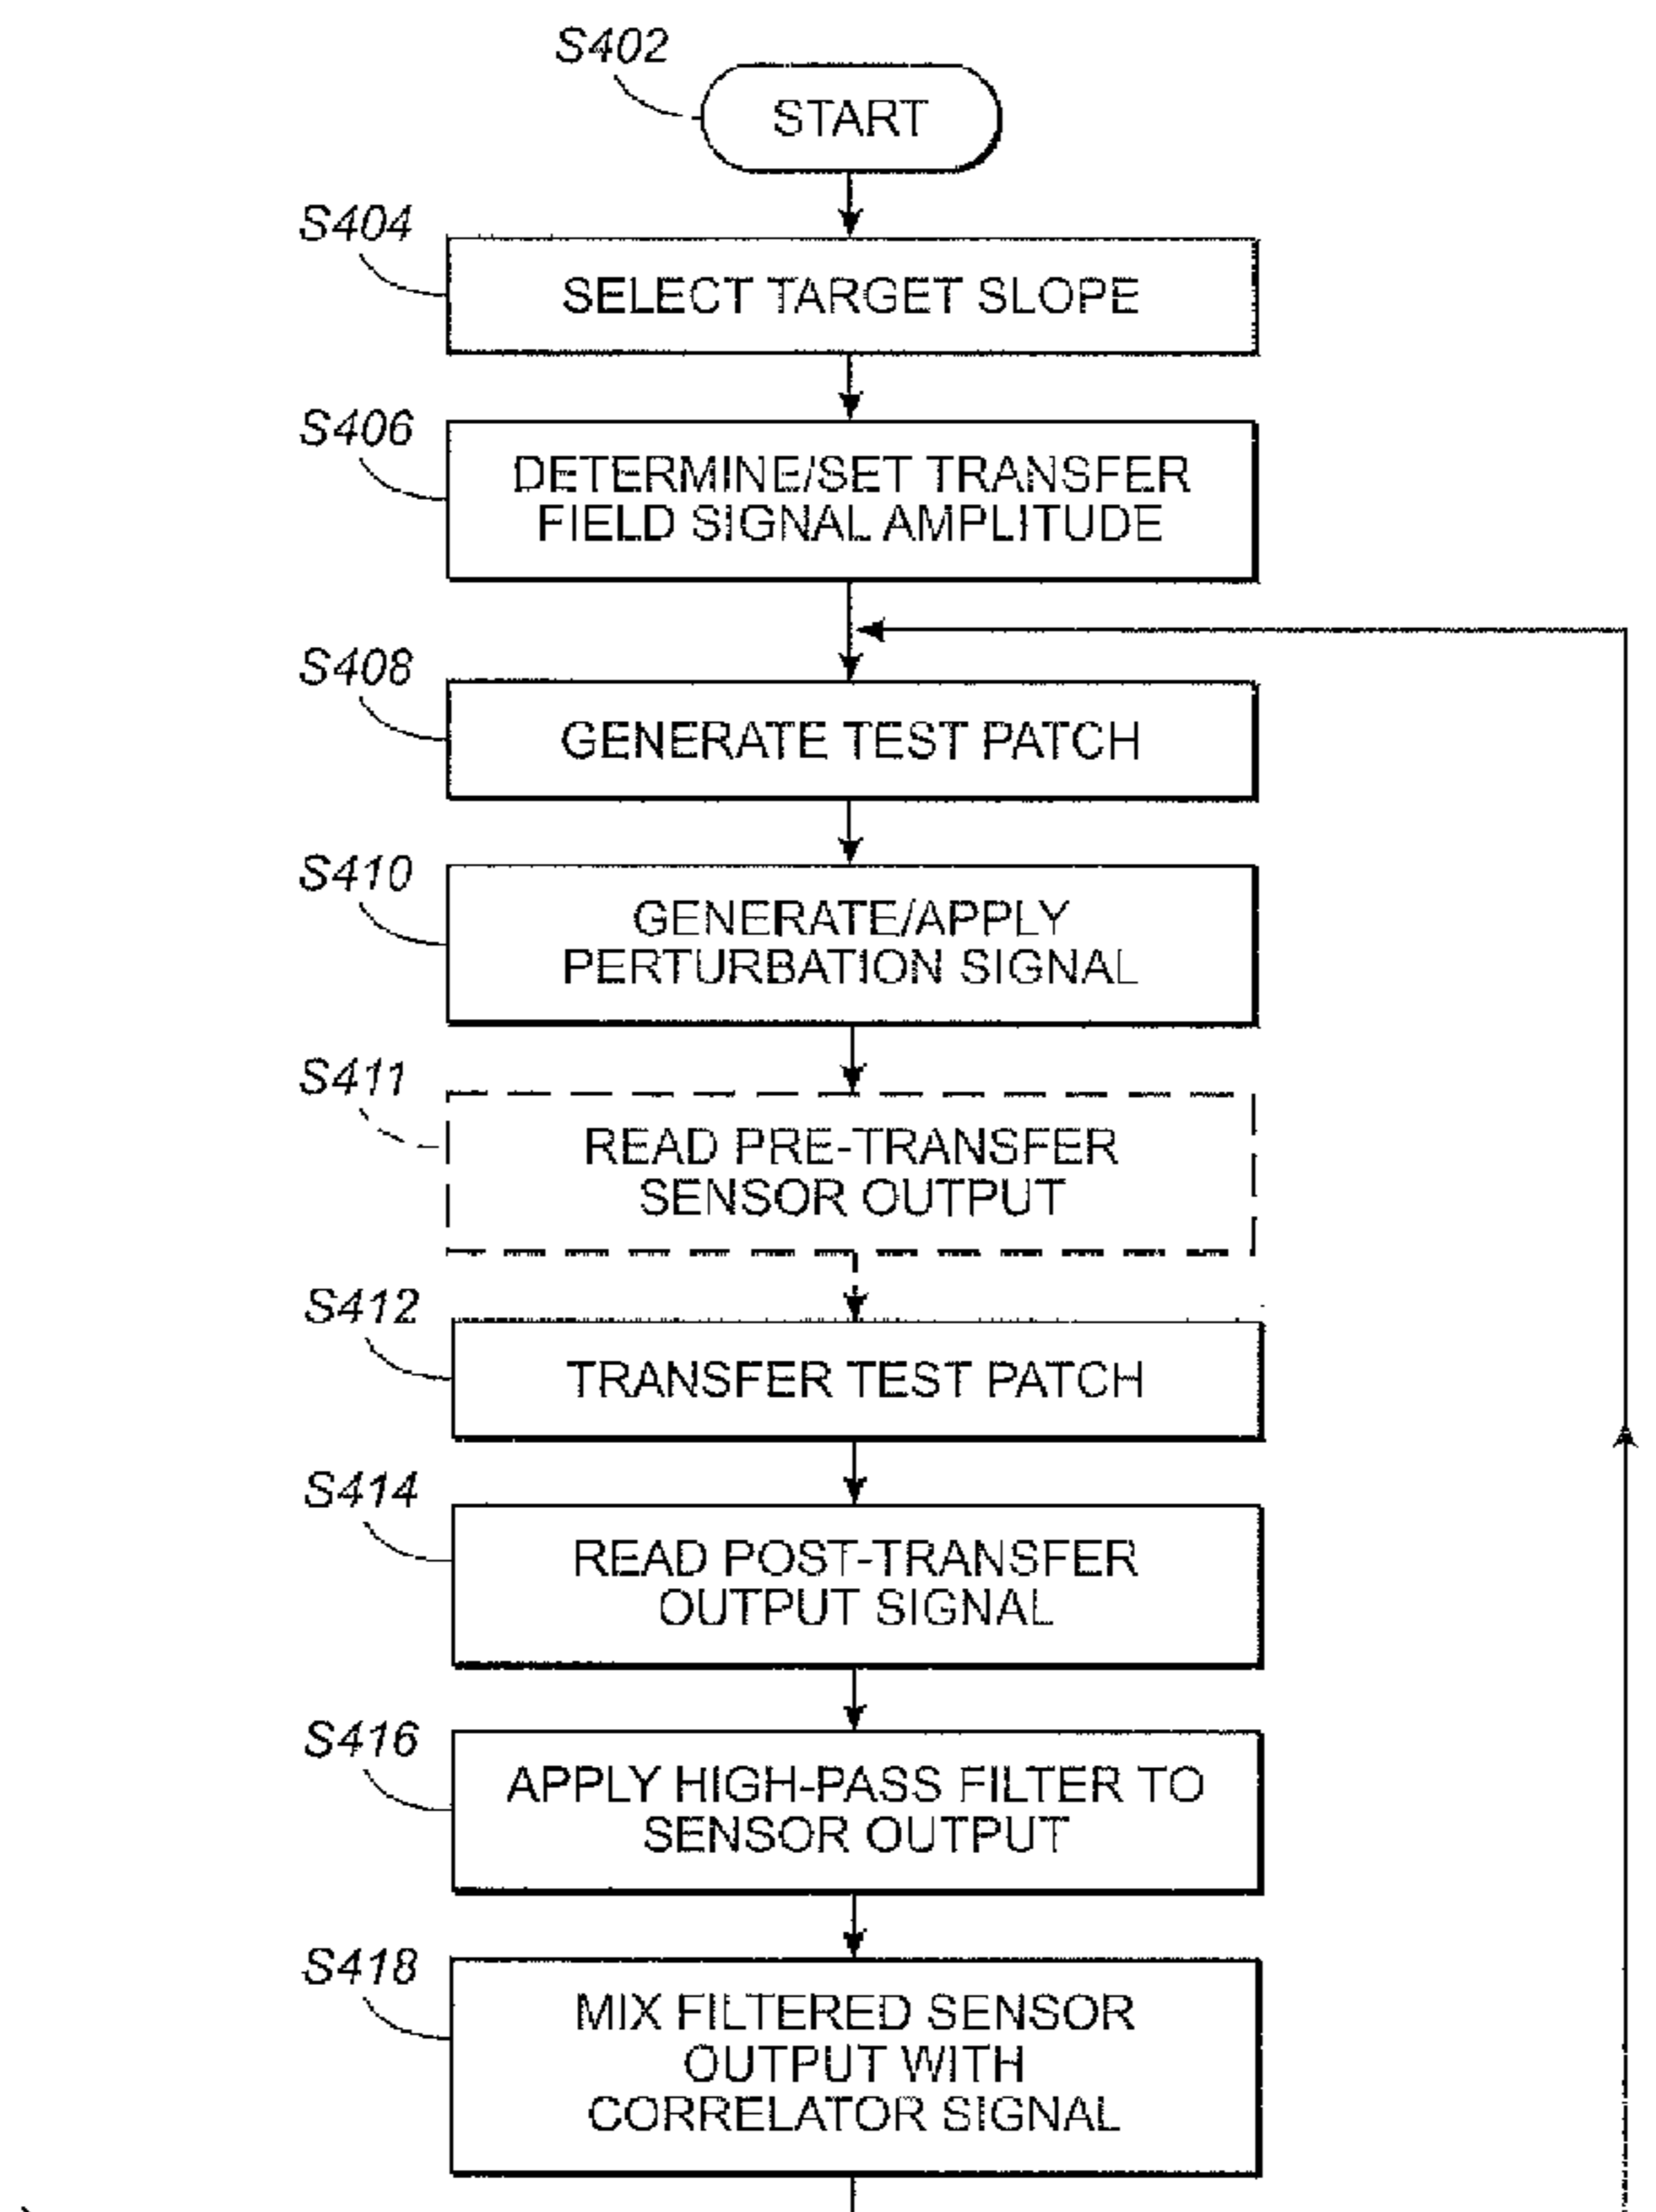 S402
START
S404
SELECT TARGET SLOPE
S406
DETERMINE/SET TRANSFER
FIELD SIGNAL AMPLITUDE
S408
GENERATE TEST PATCH
S410
GENERATE/APPLY
PERTURBATION SIGNAL
S411
READ PRE-TRANSFER
SENSOR OUTPUT
S412
TRANSFER TEST PATCH
S414
READ POST-TRANSFER
OUTPUT SIGNAL
S416
APPLY HIGH-PASS FILTER TO
SENSOR OUTPUT
S418
MIX FILTERED SENSOR
OUTPUT WITH
CORRELATOR SIGNAL